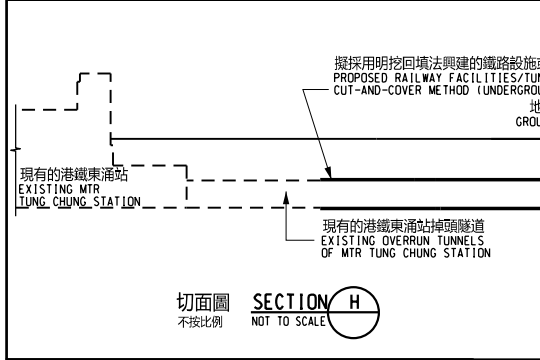 擬採用明挖回填法興建的鐵路設施
PROPOSED RAILWAY FACILITIES/
CUT-AND-COVER METHOD
地
現有的港鐵東涌站
EXISTING MTR
TUNG CHUNG STATION
現有的港鐵東涌站掉頭隧道
EXISTING OVERRUN TUNNELS
OF MTR TUNG CHUNG STATION
切面圖 SECTION H
不按比例 NOT TO SCALE